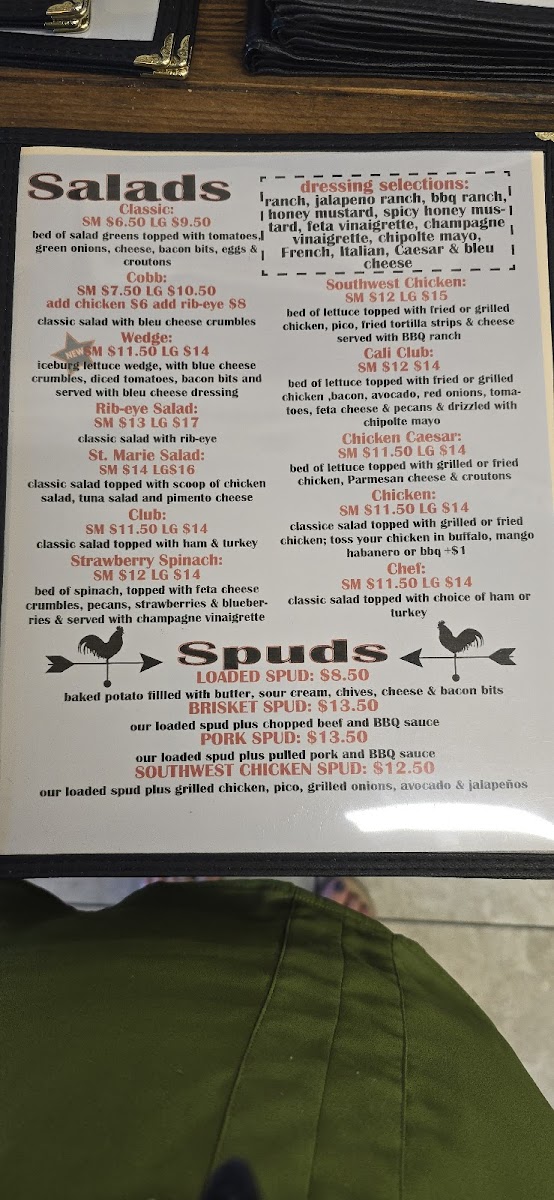 Salads
Classic:
SM $6.50 LG $9.50
bed of salad greens topped with tomatoes,
green onions, cheese, bacon bits, eggs &
croutons
Cobb:
SM $7.50 LG $10.50
add chicken $6 add rib-eye $8
classic salad with bleu cheese crumbles
Wedge:
NEW
SM $11.50 LG $14
iceburg lettuce wedge, with blue cheese
crumbles, diced tomatoes, bacon bits and
served with bleu cheese dressing
Rib-eye Salad:
SM $13 LG $17
classic salad with rib-eye
St. Marie Salad:
SM $14 LG$16
classic salad topped with scoop of chicken
salad, tuna salad and pimento cheese
Club:
SM $11.50 LG $14
classic salad topped with ham & turkey
Strawberry Spinach:
SM $12 LG $14
bed of spinach, topped with feta cheese
crumbles, pecans, strawberries & blueber-
ries & served with champagne vinaigrette
dressing selections:
ranch, jalapeno ranch, bbq ranch,
honey mustard, spicy honey mus-
tard, feta vinaigrette, champagne
vinaigrette, chipolte mayo,
French, Italian, Caesar & bleu
cheese
Southwest Chicken:
SM $12 LG $15
bed of lettuce topped with fried or grilled
chicken, pico, fried tortilla strips & cheese
served with BBQ ranch
Cali Club:
SM $12 $14
bed of lettuce topped with fried or grilled
chicken ,bacon, avocado, red onions, toma-
toes, feta cheese & pecans & drizzled with
chipolte mayo
Chicken Caesar:
SM $11.50 LG $14
bed of lettuce topped with grilled or fried
chicken, Parmesan cheese & croutons
Chicken:
SM $11.50 LG $14
classice salad topped with grilled or fried
chicken; toss your chicken in buffalo, mango
habanero or bbq +$1
Chef:
SM $11.50 LG $14
classic salad topped with choice of ham or
turkey
Spuds
LOADED SPUD: $8.50
baked potato fillled with butter, sour cream, chives, cheese & bacon bits
BRISKET SPUD: $13.50
our loaded spud plus chopped beef and BBQ sauce
PORK SPUD: $13.50
our loaded spud plus pulled pork and BBQ sauce
SOUTHWEST CHICKEN SPUD: $12.50
our loaded spud plus grilled chicken, pico, grilled onions, avocado & jalapeños